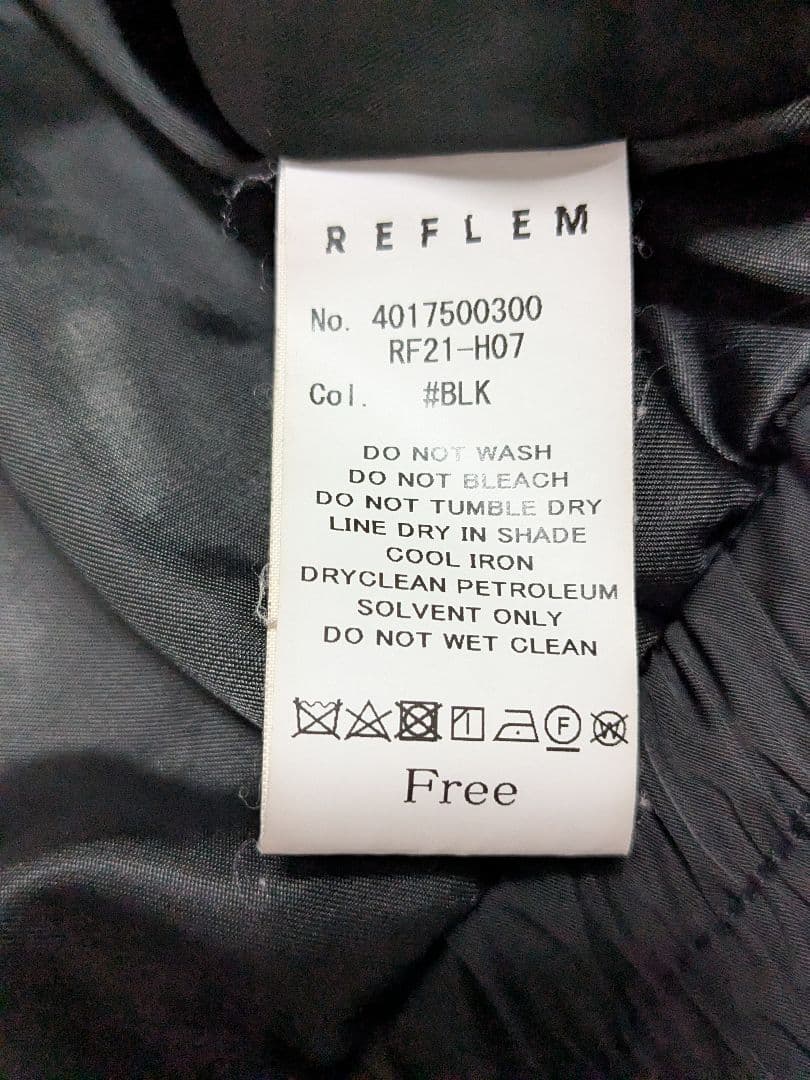 REFLEM
No. 4017500300
RF21-H07
Col. #BLK
DO NOT WASH
DO NOT BLEACH
DO NOT TUMBLE DRY
LINE DRY IN SHADE
COOL IRON
DRYCLEAN PETROLEUM
SOLVENT ONLY
DO NOT WET CLEAN
F W
Free